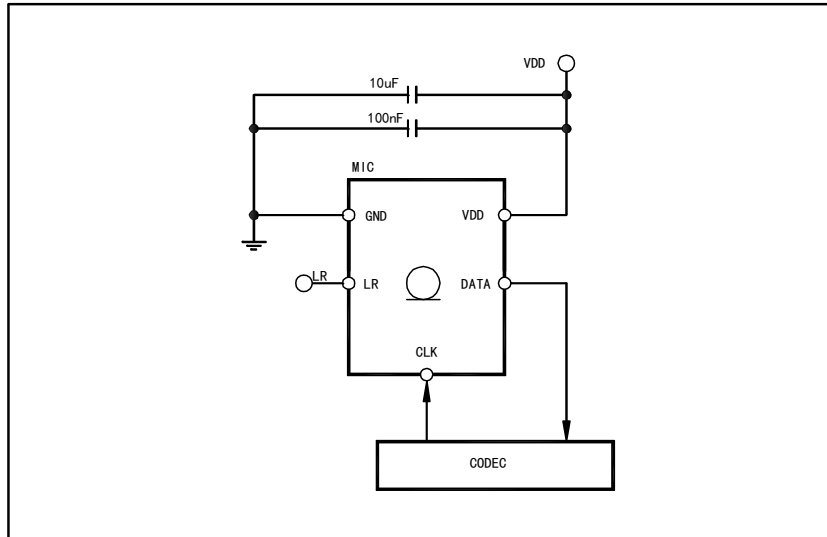 VDD
10uF
100nF
MIC
GND
VDD
LR
LR
DATA
CLK
CODEC